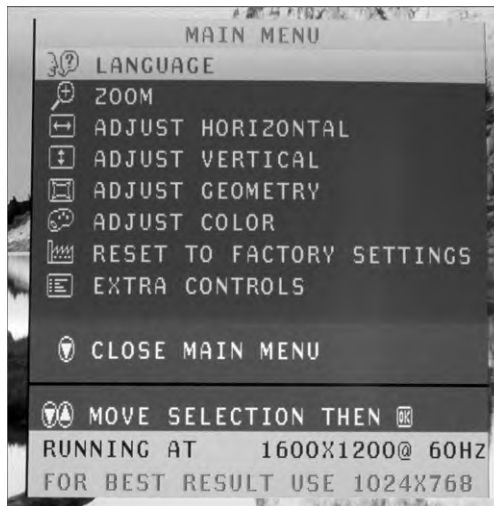 MAIN MENU
LANGUAGE
ZOOM
ADJUST HORIZONTAL
ADJUST VERTICAL
ADJUST GEOMETRY
ADJUST COLOR
RESET TO FACTORY SETTINGS
EXTRA CONTROLS
CLOSE MAIN MENU
MOVE SELECTION THEN OK
RUNNING AT 1600X1200@ 60HZ
FOR BEST RESULT USE 1024X768